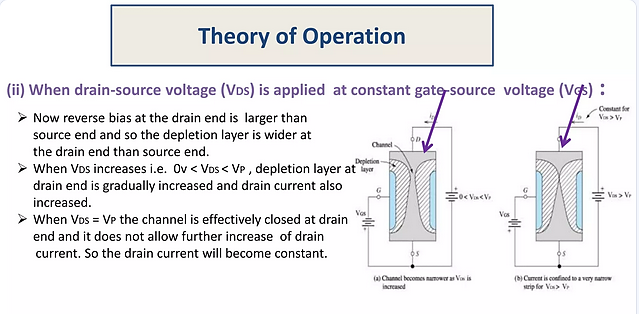 Theory of Operation
(ii) When drain-source voltage (VDS) is applied at constant gate-source voltage (VGS) :
➢ Now reverse bias at the drain end is larger than
source end and so the depletion layer is wider at
the drain end than source end.
➢ When VDS increases i.e. 0v < VDS < VP , depletion layer at
drain end is gradually increased and drain current also
increased.
➢ When VDS = VP the channel is effectively closed at drain
end and it does not allow further increase of drain
current. So the drain current will become constant.
iD
D
Channel
Depletion
layer
G
VGS
0 < VDS < VP
S
(a) Channel becomes narrower as VDS is
increased
Constant for
VDS > VP
iD
D
G
VGS
VDS > VP
S
(b) Current is confined to a very narrow
strip for VDS > VP